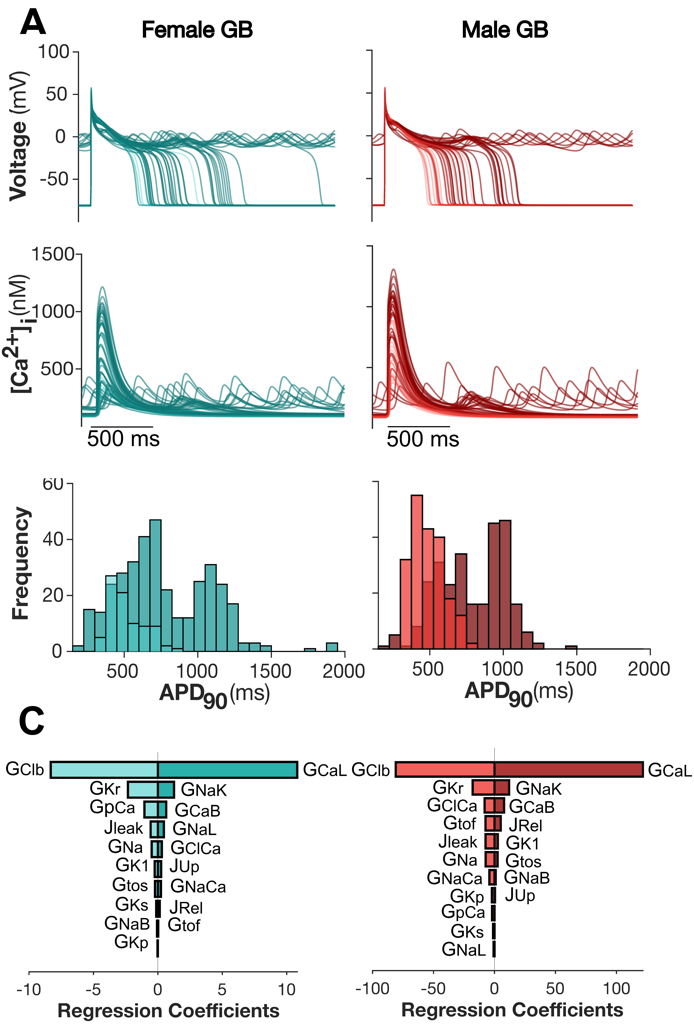 A
Female GB Male GB
Voltage (mV)
100
50
0
-50
[Ca2+]i(nM)
1500
1000
500
500 ms 500 ms
Frequency
60
40
20
0
500 1000 1500 2000 500 1000 1500 2000
APD90(ms) APD90(ms)
C
GClb GCaL GClb GCaL
GKr GNaK GKr GNaK
GpCa GCaB GClCa GCaB
Jleak GNaL Gtof JRel
GNa GClCa Jleak GK1
GK1 JUp GNa Gtos
Gtos GNaCa GNaCa GNaB
GKs JRel GKp JUp
GNaB Gtof GpCa
GKp GKs
GNaL
-10 -5 0 5 10 -100 -50 0 50 100
Regression Coefficients Regression Coefficients